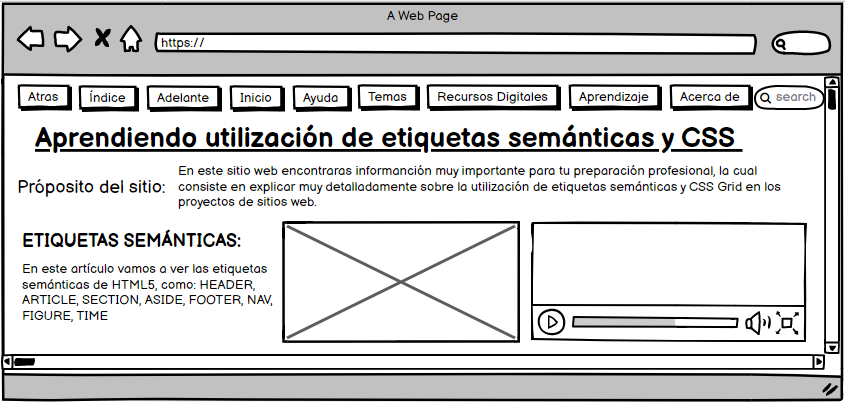 A Web Page
https://
Atras Índice Adelante Inicio Ayuda Temas Recursos Digitales Aprendizaje Acerca de search
Aprendiendo utilización de etiquetas semánticas y CSS
En este sitio web encontraras informanción muy importante para tu preparación profesional, la cual
Próposito del sitio: consiste en explicar muy detalladamente sobre la utilización de etiquetas semánticas y CSS Grid en los
proyectos de sitios web.
ETIQUETAS SEMÁNTICAS:
En este artículo vamos a ver las etiquetas
semánticas de HTML5, como: HEADER,
ARTICLE, SECTION, ASIDE, FOOTER, NAV,
FIGURE, TIME